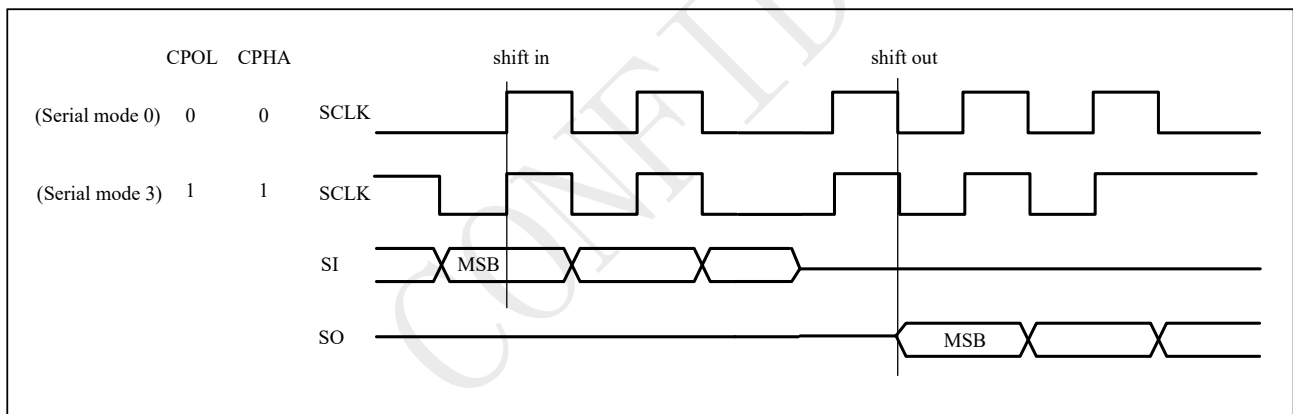 CPOL CPHA shift in shift out
(Serial mode 0) 0 0 SCLK
(Serial mode 3) 1 1 SCLK
SI MSB
SO MSB
CONFID